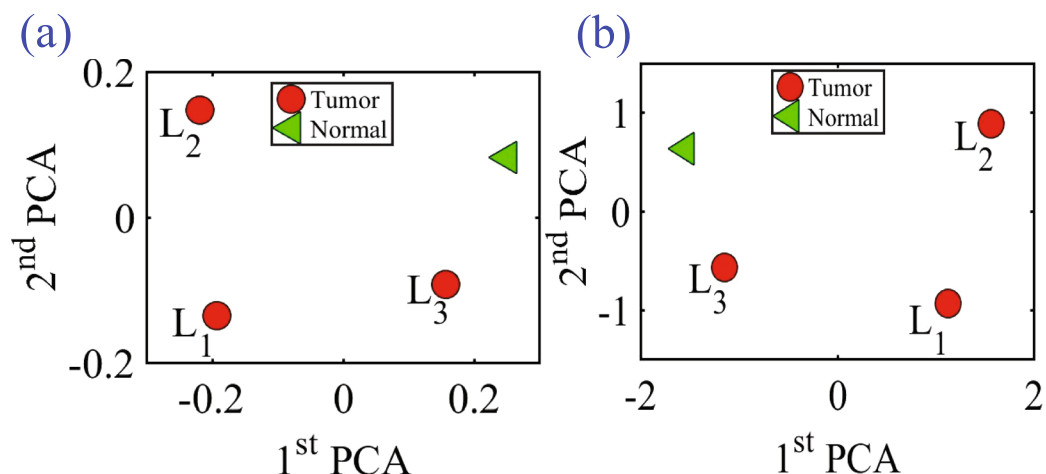 (a)
0.2
Tumor
Normal
L2
0
2nd PCA
L3
L1
-0.2
-0.2 0 0.2
1st PCA
(b)
Tumor
Normal
1
L2
0
2nd PCA
L3
-1
L1
-2 0 2
1st PCA